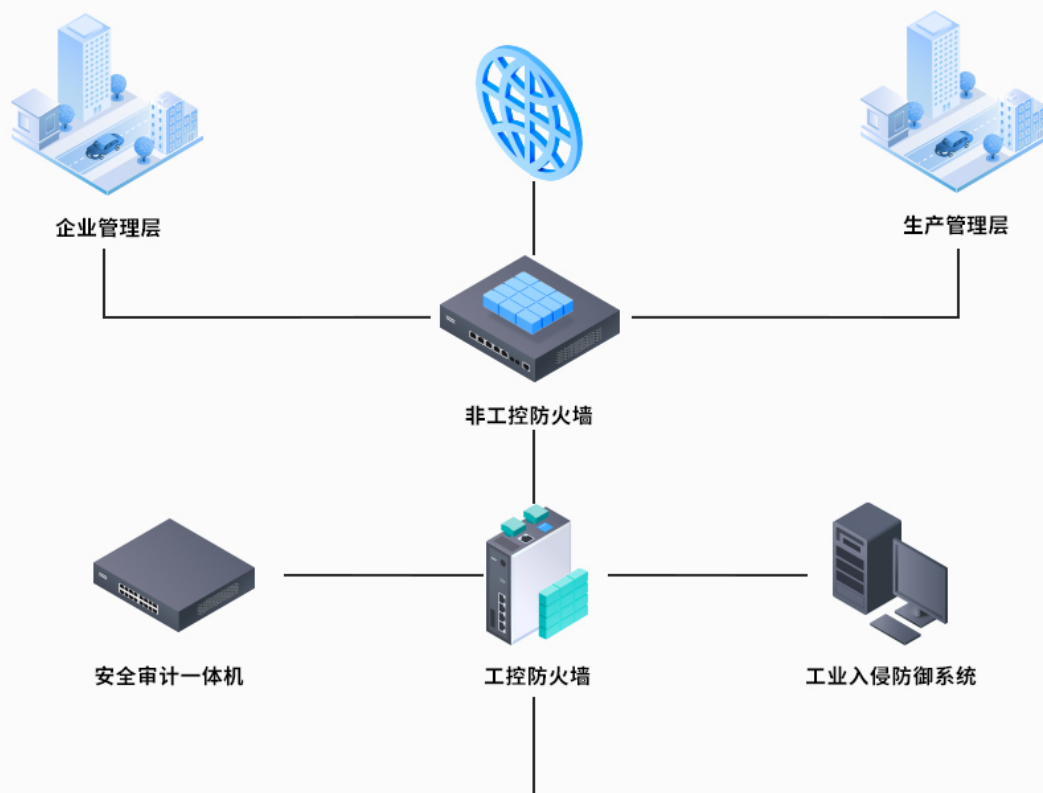 企业管理层
生产管理层
非工控防火墙
安全审计一体机
工控防火墙
工业入侵防御系统